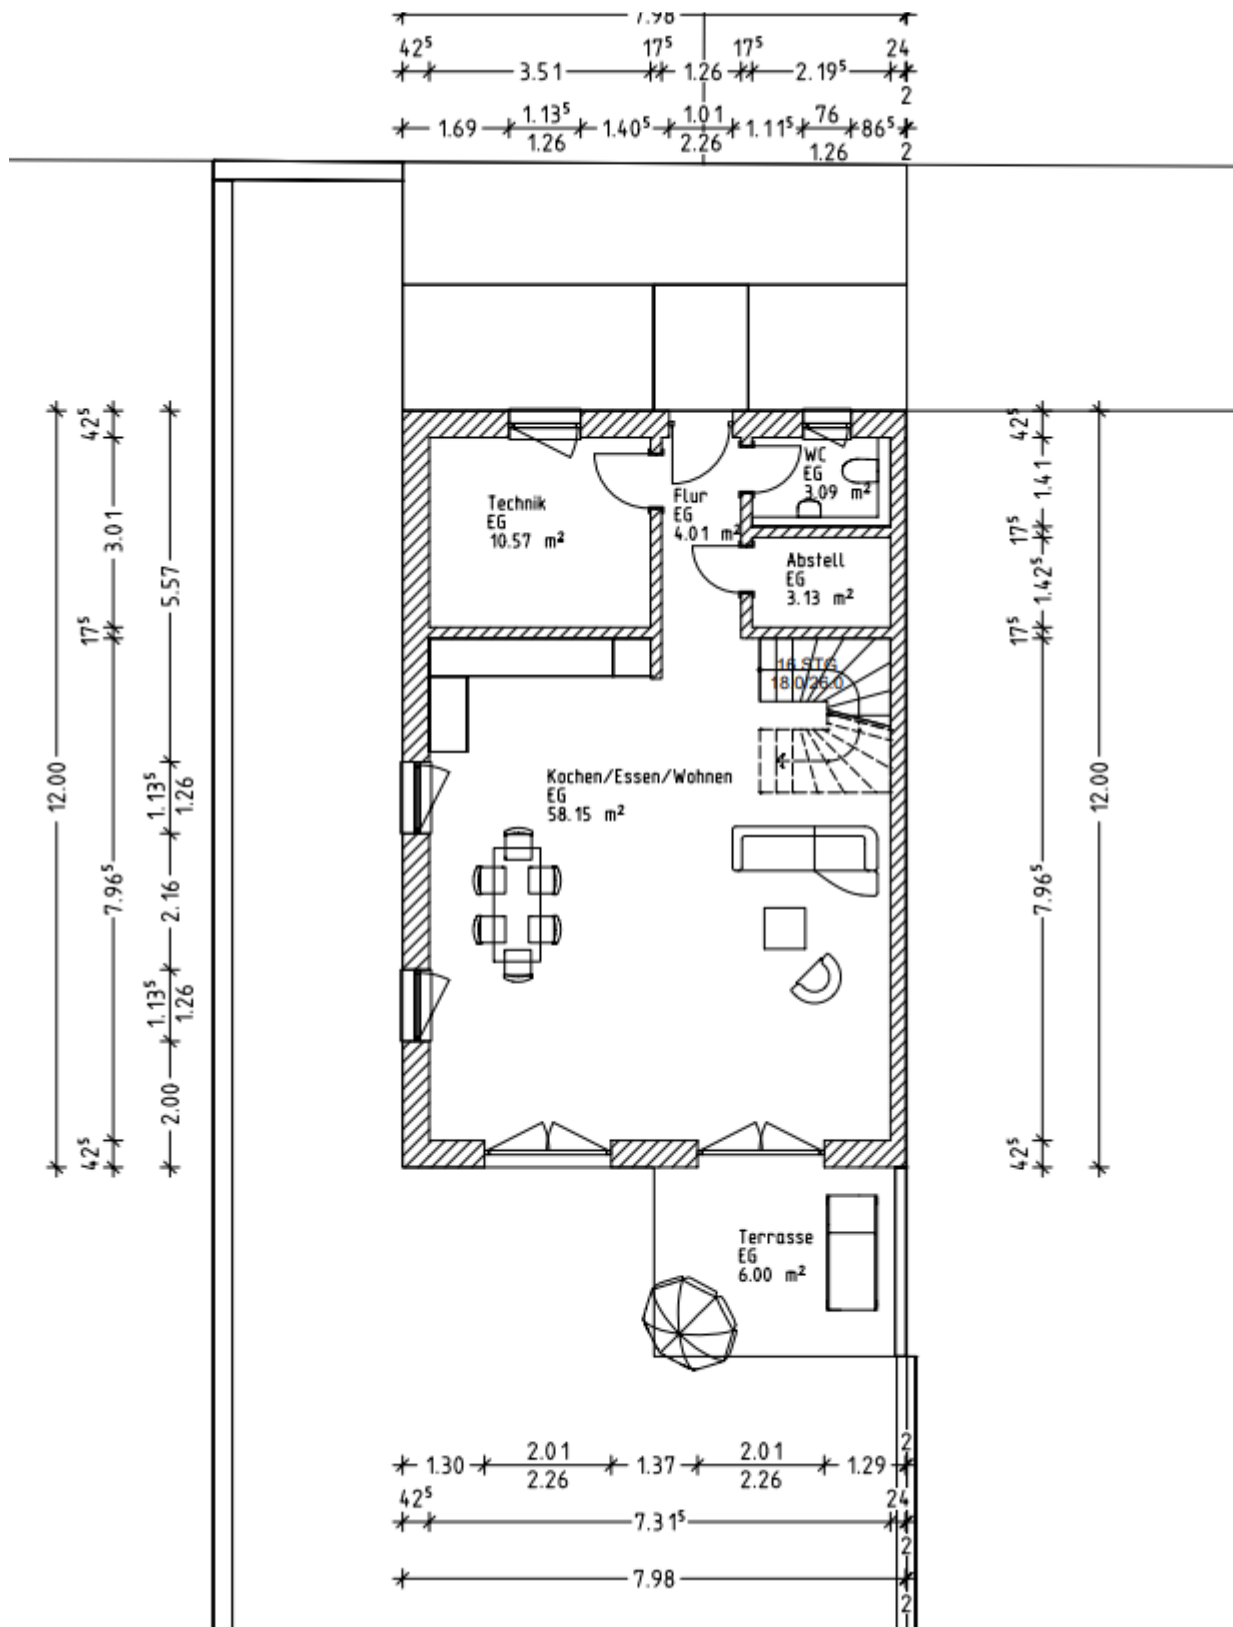 7.98
42⁵ 17⁵ 17⁵ 24
3.51 1.26 2.19⁵
2
1.13⁵ 1.01 76
1.69 1.40⁵ 1.11⁵ 86⁵
1.26 2.26 1.26 2
42⁵
3.01
17⁵
7.96⁵
42⁵
12.00
5.57
1.13⁵
1.26
2.16
1.13⁵
1.26
2.00
Technik
EG
10.57 m²
Flur
EG
4.01 m²
WC
EG
3.09 m²
Abstell
EG
3.13 m²
16 STG
18.0/26.0
Kochen/Essen/Wohnen
EG
58.15 m²
42⁵
1.41
17⁵
1.42⁵
17⁵
7.96⁵
42⁵
12.00
Terrasse
EG
6.00 m²
2.01 2.01 2
1.30 1.37 1.29
2.26 2.26
42⁵ 24
7.31⁵
2
7.98
2